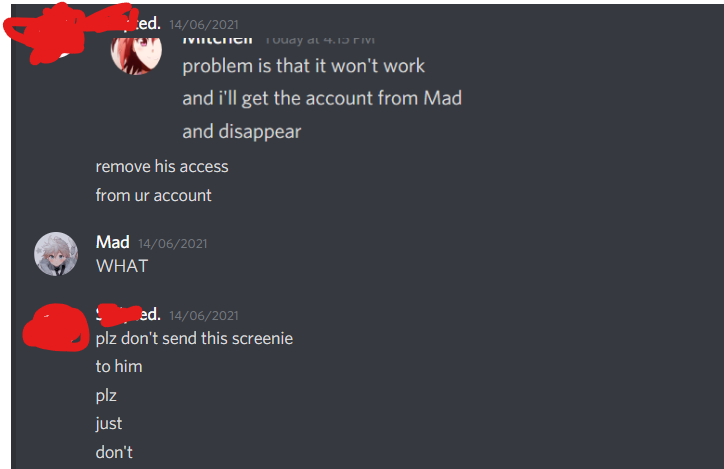 ted. 14/06/2021
Mitchell Today at 4:15 PM
problem is that it won't work
and i'll get the account from Mad
and disappear
remove his access
from ur account
Mad 14/06/2021
WHAT
ed. 14/06/2021
plz don't send this screenie
to him
plz
just
don't